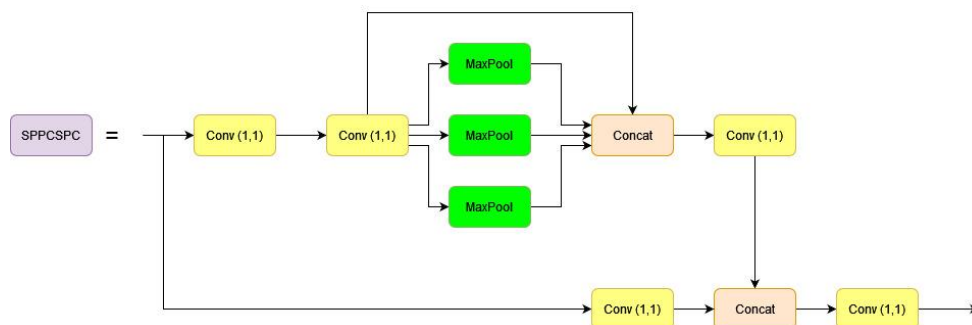 MaxPool
SPPCSPC = Conv (1,1) Conv (1,1) MaxPool Concat Conv (1,1)
MaxPool
Conv (1,1) Concat Conv (1,1)